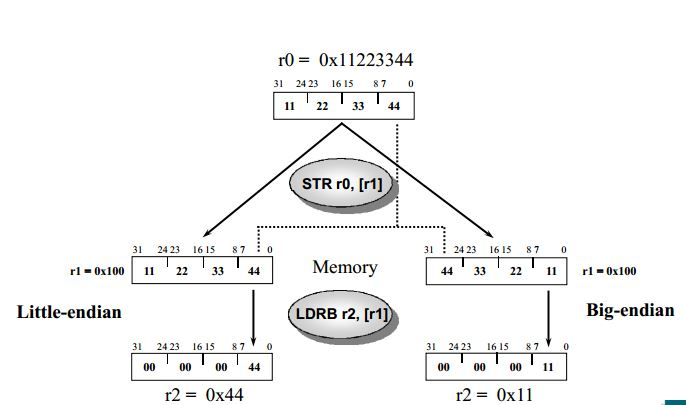 r0 = 0x11223344
31 24 23 16 15 8 7 0
11 22 33 44
STR r0, [r1]
31 24 23 16 15 8 7 0
31 24 23 16 15 8 7 0
r1 = 0x100
11 22 33 44
Memory
44 33 22 11
r1 = 0x100
Little-endian
LDRB r2, [r1]
Big-endian
31 24 23 16 15 8 7 0
31 24 23 16 15 8 7 0
00 00 00 44
00 00 00 11
r2 = 0x44
r2 = 0x11